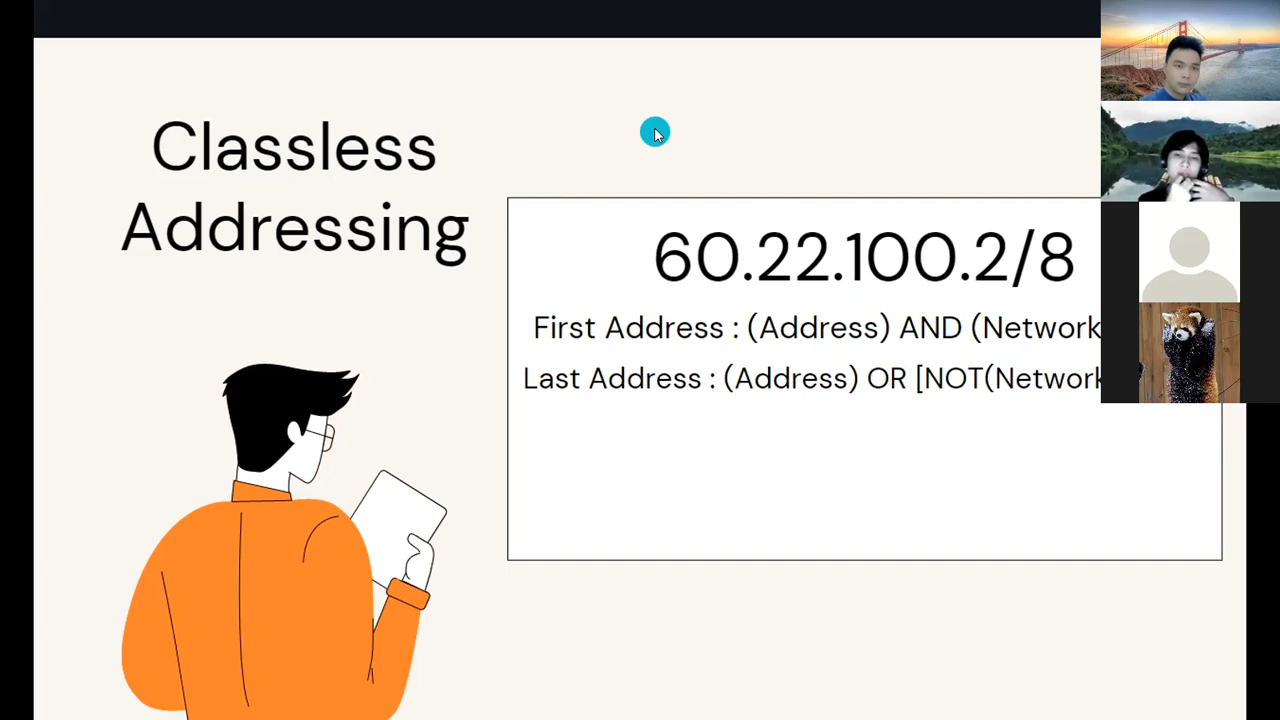 Classless
Addressing
60.22.100.2/8
First Address : (Address) AND (Network
Last Address : (Address) OR [NOT(Network